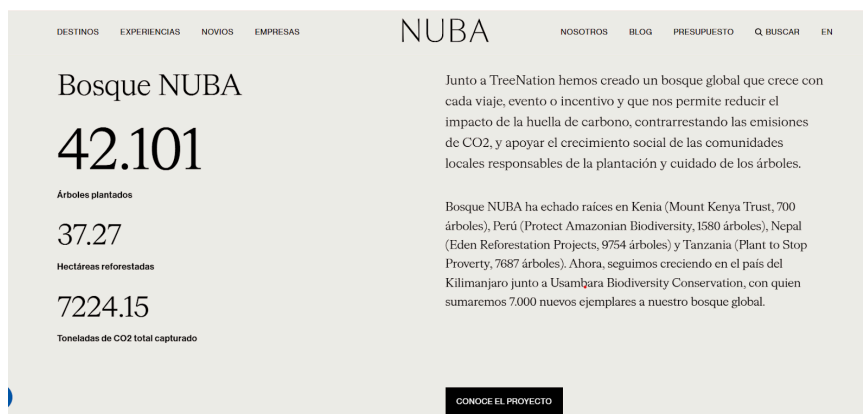 DESTINOS EXPERIENCIAS NOVIOS EMPRESAS NUBA NOSOTROS BLOG PRESUPUESTO BUSCAR EN
Bosque NUBA
42.101
Árboles plantados
37.27
Hectáreas reforestadas
7224.15
Toneladas de CO2 total capturado
Junto a TreeNation hemos creado un bosque global que crece con
cada viaje, evento o incentivo y que nos permite reducir el
impacto de la huella de carbono, contrarrestando las emisiones
de CO2, y apoyar el crecimiento social de las comunidades
locales responsables de la plantación y cuidado de los árboles.
Bosque NUBA ha echado raíces en Kenia (Mount Kenya Trust, 700
árboles), Perú (Protect Amazonian Biodiversity, 1580 árboles), Nepal
(Eden Reforestation Projects, 9754 árboles) y Tanzania (Plant to Stop
Proverty, 7687 árboles). Ahora, seguimos creciendo en el país del
Kilimanjaro junto a Usambara Biodiversity Conservation, con quien
sumaremos 7.000 nuevos ejemplares a nuestro bosque global.
CONOCE EL PROYECTO